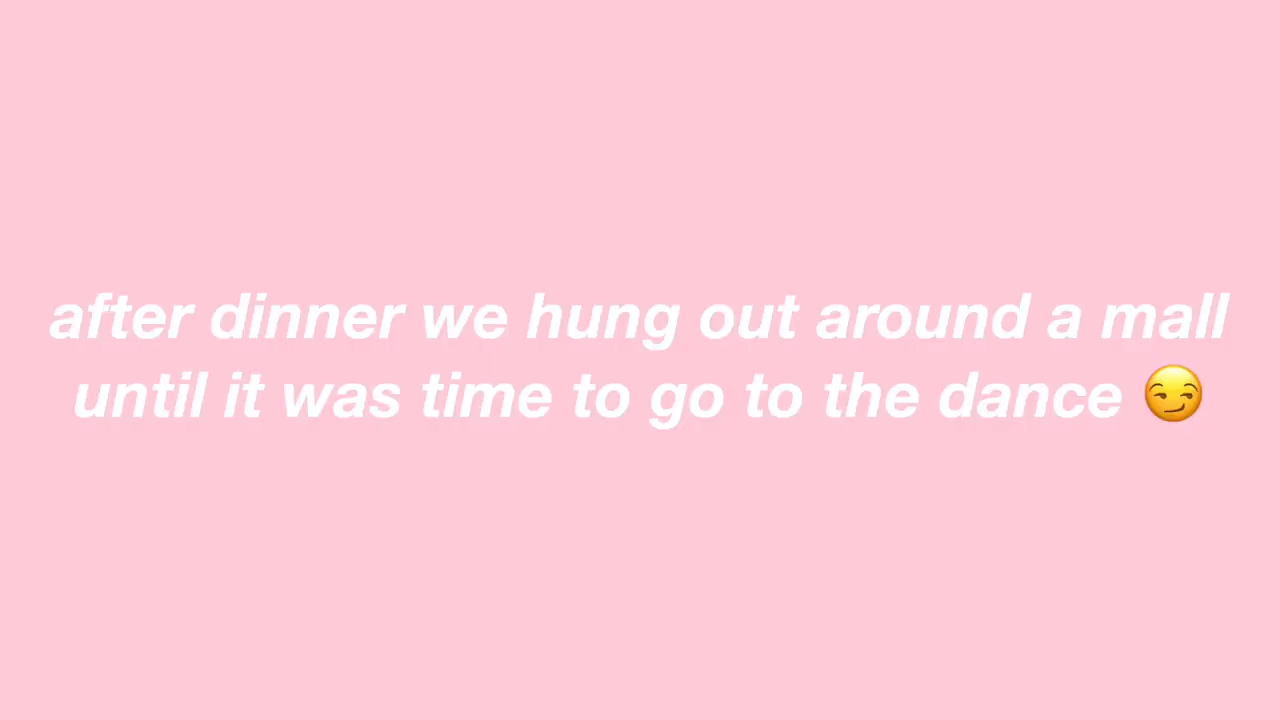 after dinner we hung out around a mall
until it was time to go to the dance 😏